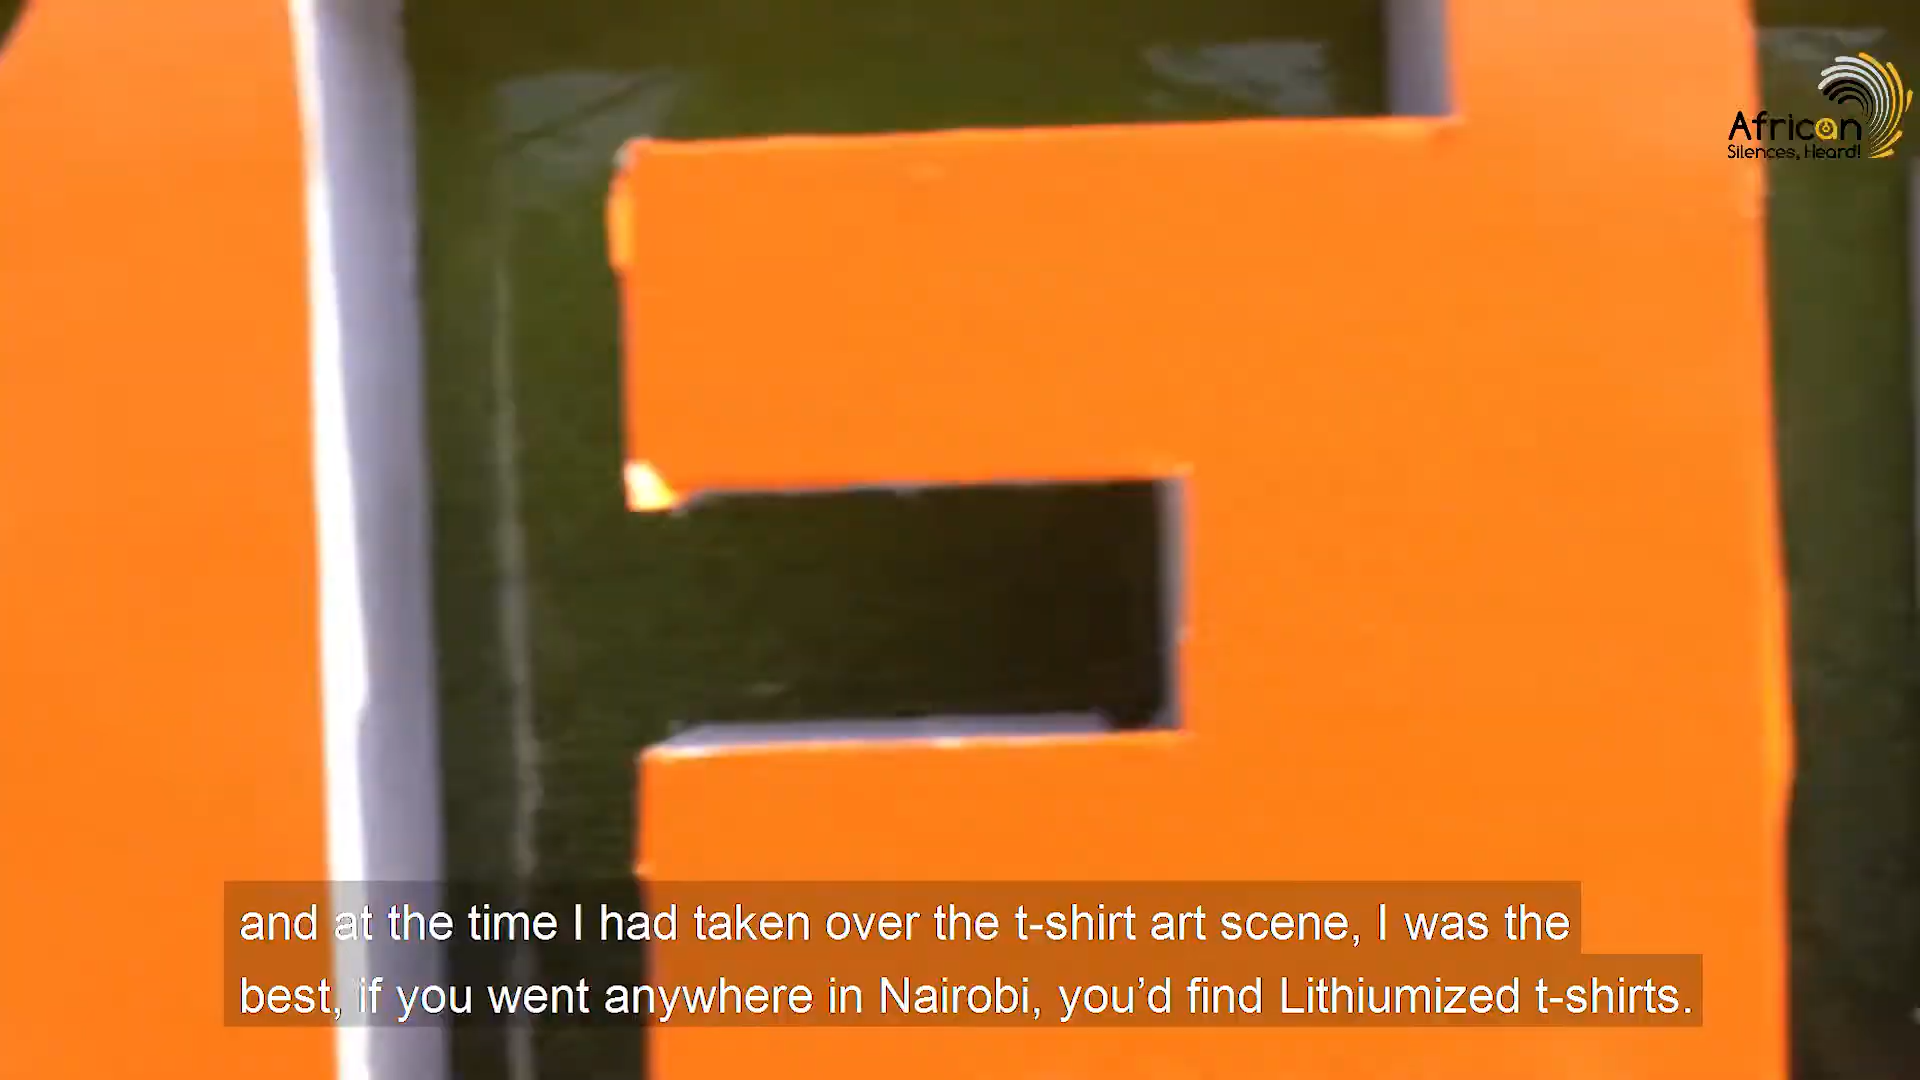 African
Silences, Heard!
and at the time I had taken over the t-shirt art scene, I was the
best, if you went anywhere in Nairobi, you’d find Lithiumized t-shirts.